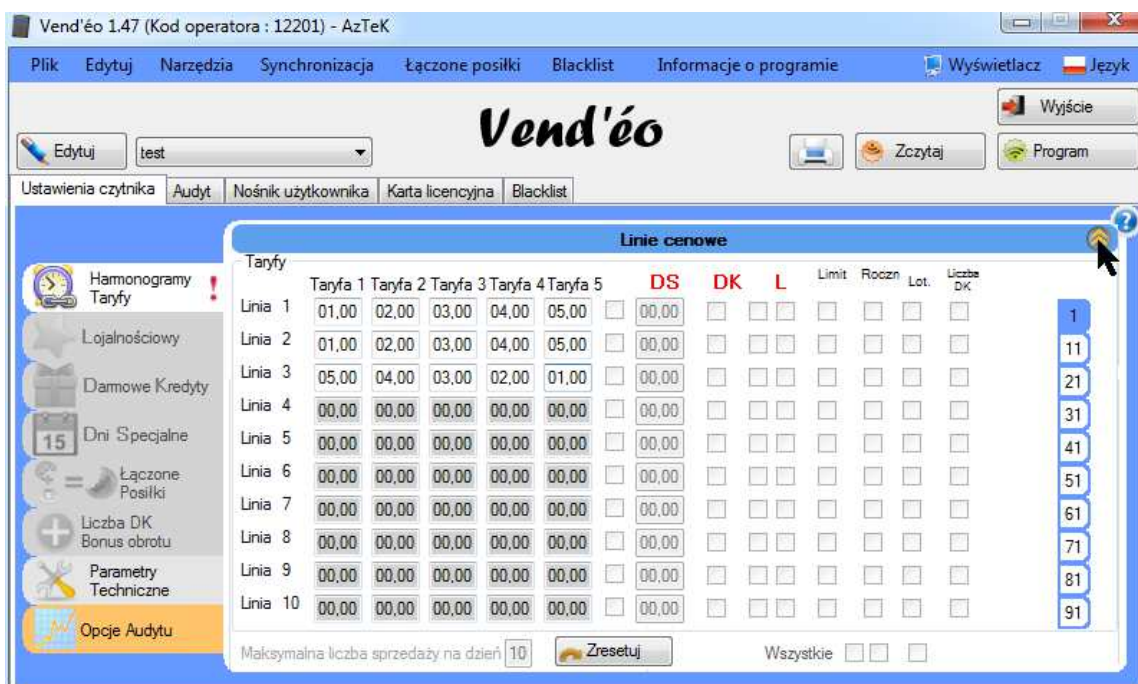 Vend'éo 1.47 (Kod operatora : 12201) - AzTeK
Plik Edytuj Narzędzia Synchronizacja Łączone posiłki Blacklist Informacje o programie Wyświetlacz Język
Vend'éo
Wyjście
Edytuj test Zczytaj Program
Ustawienia czytnika Audyt Nośnik użytkownika Karta licencyjna Blacklist
Linie cenowe ?
Harmonogramy
Taryfy !
Lojalnościowy
Darmowe Kredyty
15 Dni Specjalne
Łączone
Posiłki
Liczba DK
Bonus obrotu
Parametry
Techniczne
Opcje Audytu
Taryfy
Taryfa 1 Taryfa 2 Taryfa 3 Taryfa 4 Taryfa 5 DS DK L Limit Roczn Lot. Liczba DK
Linia 1 01,00 02,00 03,00 04,00 05,00 00,00 1
Linia 2 01,00 02,00 03,00 04,00 05,00 00,00 11
Linia 3 05,00 04,00 03,00 02,00 01,00 00,00 21
Linia 4 00,00 00,00 00,00 00,00 00,00 00,00 31
Linia 5 00,00 00,00 00,00 00,00 00,00 00,00 41
Linia 6 00,00 00,00 00,00 00,00 00,00 00,00 51
Linia 7 00,00 00,00 00,00 00,00 00,00 00,00 61
Linia 8 00,00 00,00 00,00 00,00 00,00 00,00 71
Linia 9 00,00 00,00 00,00 00,00 00,00 00,00 81
Linia 10 00,00 00,00 00,00 00,00 00,00 00,00 91
Maksymalna liczba sprzedaży na dzień 10 Zresetuj Wszystkie